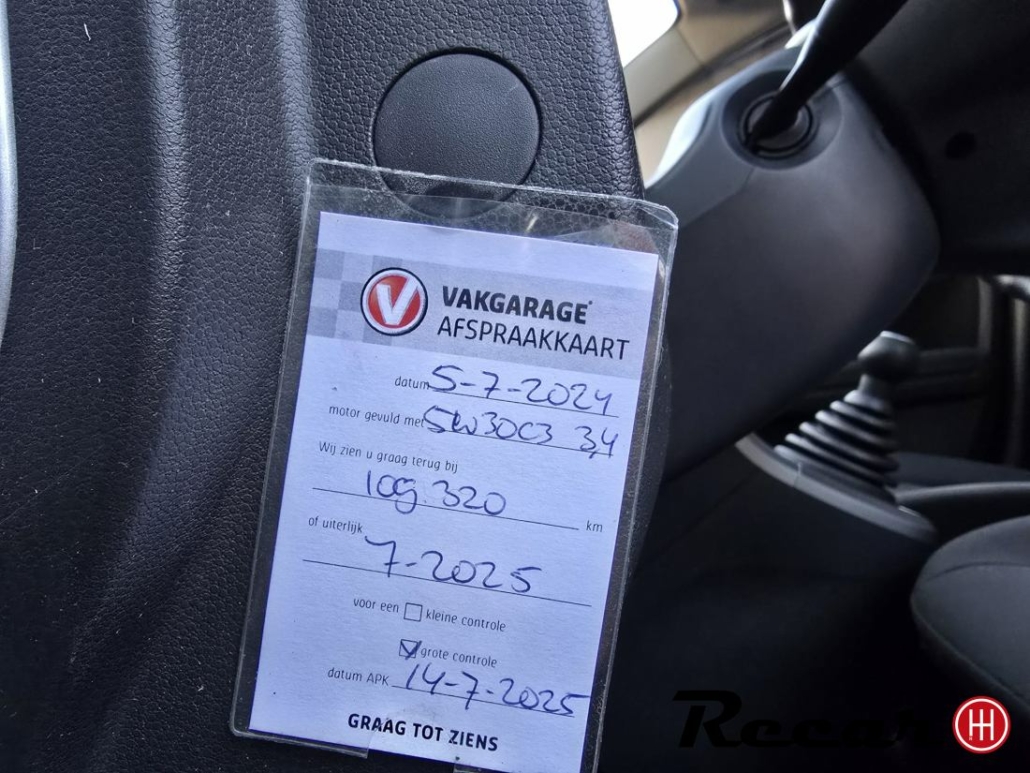 V VAKGARAGE
AFSPRAAKKAART
datum 5-7-2024
motor gevuld met 5W30C3 3,4
Wij zien u graag terug bij
109.320 km
of uiterlijk
7-2025
voor een kleine controle
grote controle
datum APK 14-7-2025
GRAAG TOT ZIENS
Recar H